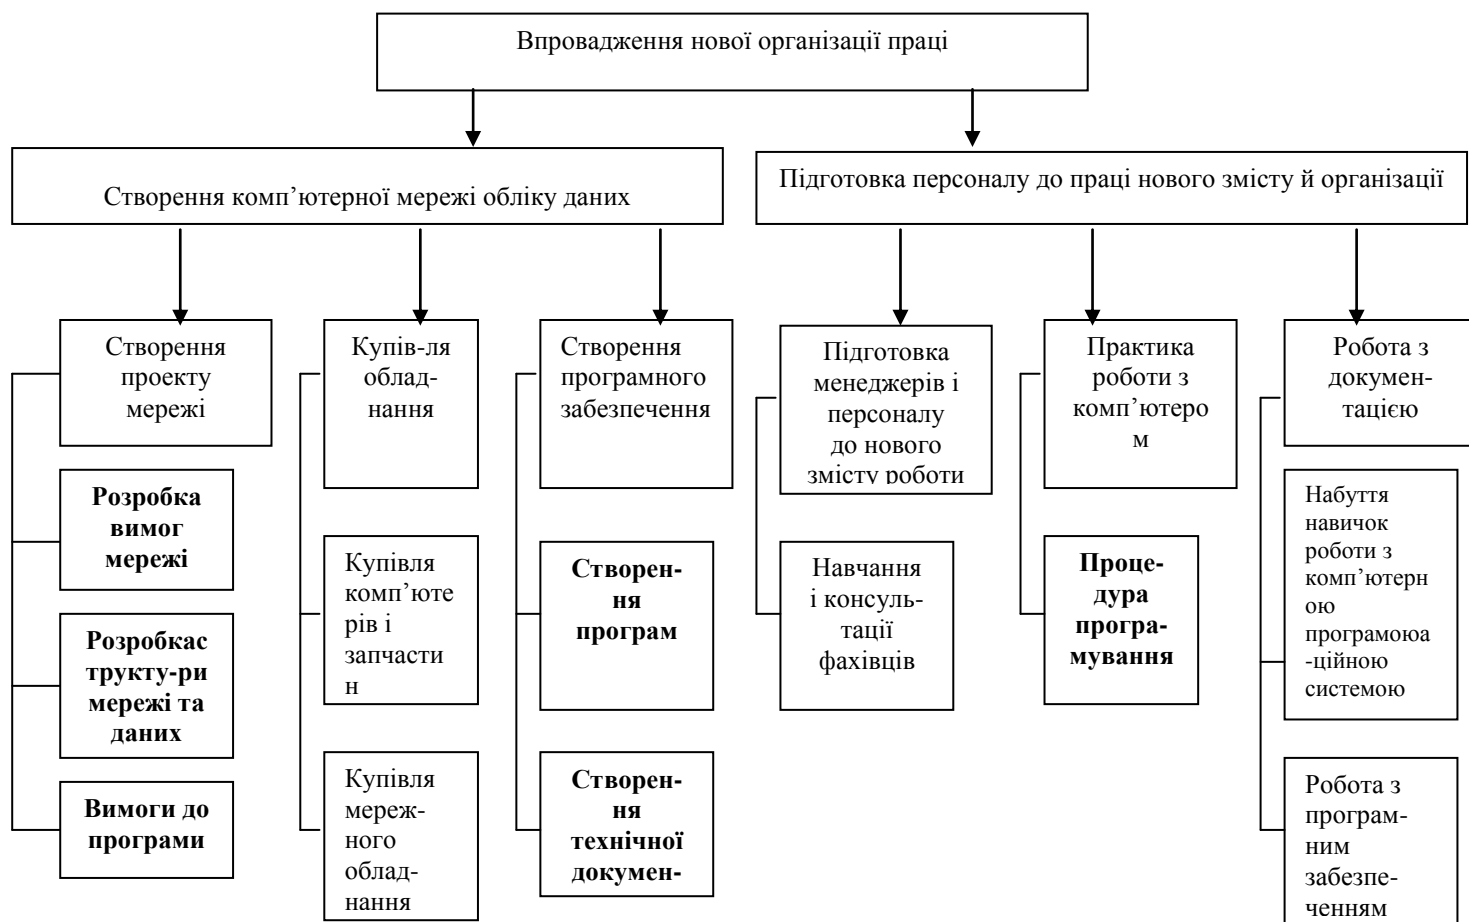 Впровадження нової організації праці
Створення комп’ютерної мережі обліку даних
Підготовка персоналу до праці нового змісту й організації
Створення
проекту
мережі
Купів-ля
облад-
нання
Створення
програмного
забезпечення
Підготовка
менеджерів і
персоналу
до нового
змісту роботи
Практика
роботи з
комп’ютеро
м
Робота з
докумен-
тацією
Розробка
вимог
мережі
Розробкас
трукту-ри
мережі та
даних
Вимоги до
програми
Купівля
комп’юте
рів і
запчасти
н
Купівля
мереж-
ного
облад-
нання
Створен-
ня
програм
Створен-
ня
технічної
докумен-
Навчання
і консуль-
тації
фахівців
Проце-
дура
програ-
мування
Набуття
навичок
роботи з
комп’ютерн
ою
програмоюа
-ційною
системою
Робота з
програм-
ним
забезпе-
ченням